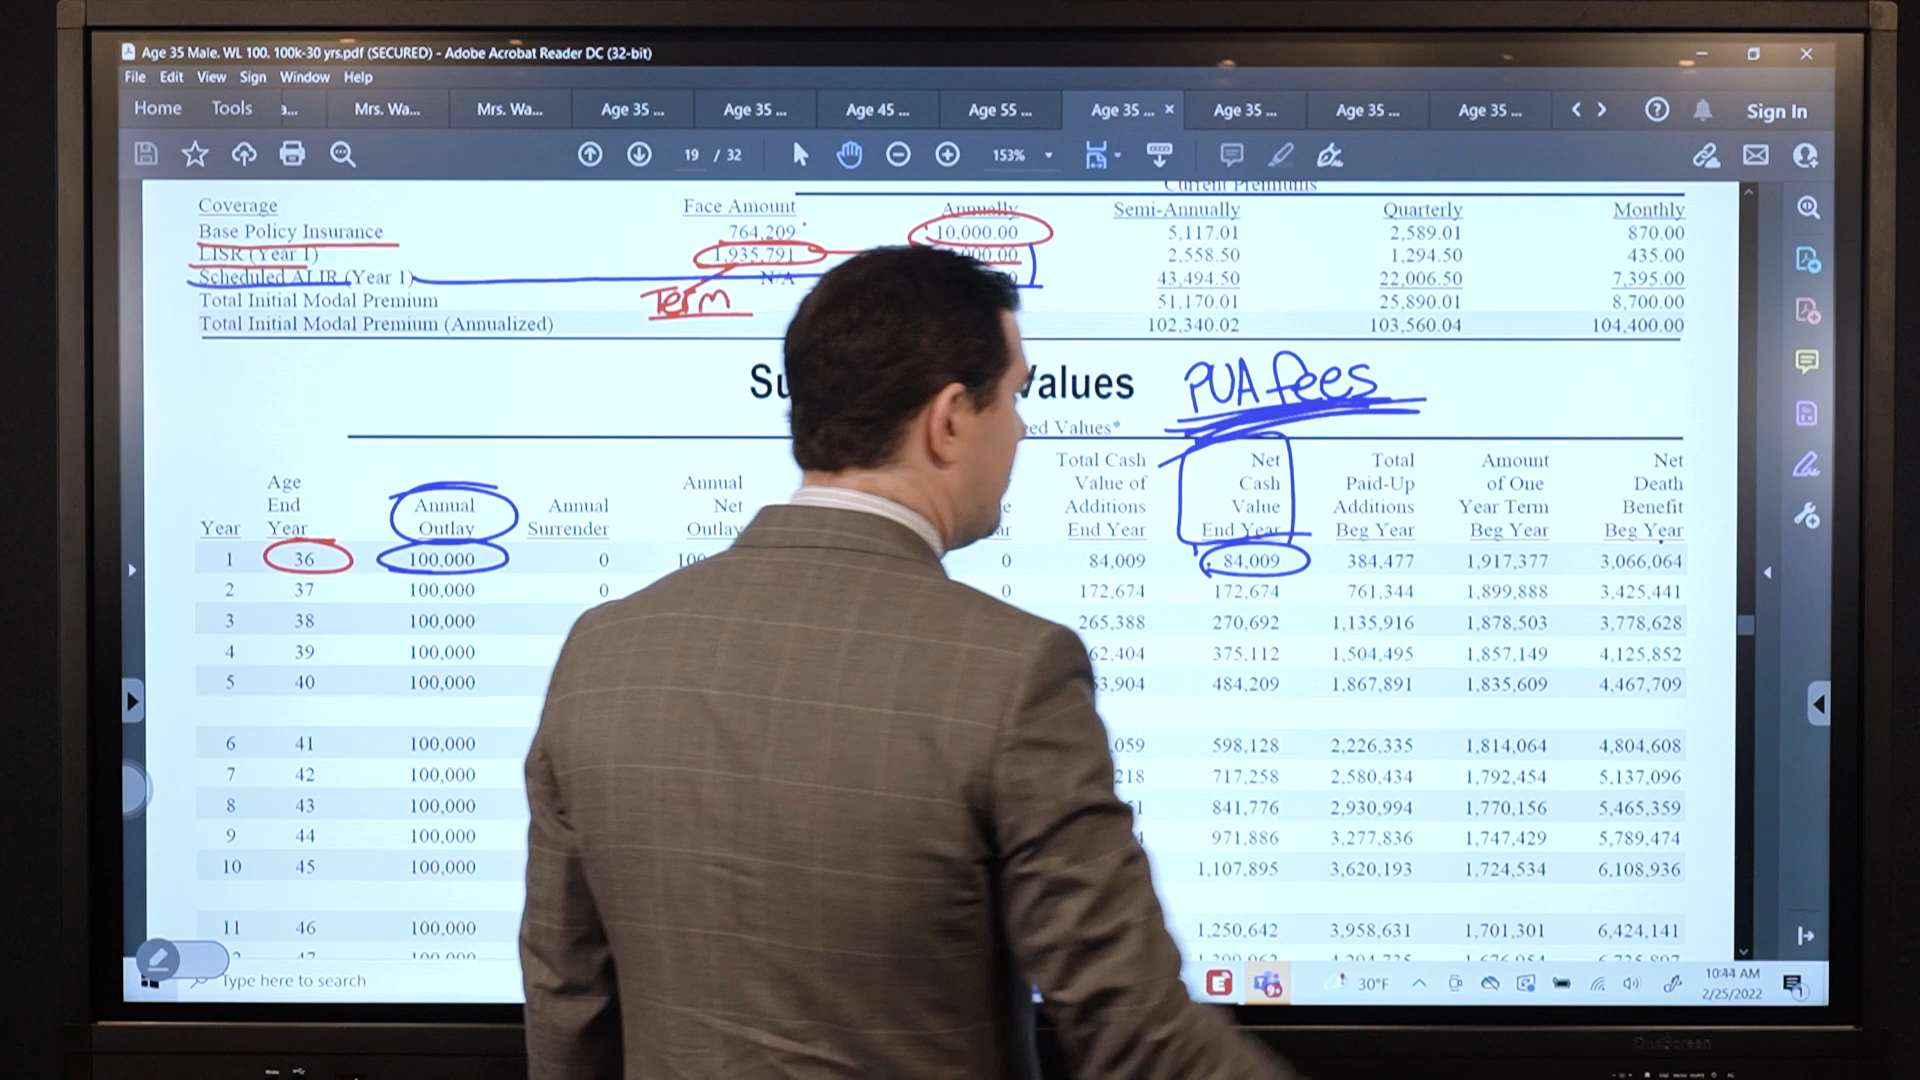 Age 35 Male. WL 100. 100k-30 yrs.pdf (SECURED) - Adobe Acrobat Reader DC (32-bit)
File Edit View Sign Window Help
Home Tools a... Mrs. Wa... Mrs. Wa... Age 35 ... Age 35 ... Age 45 ... Age 55 ... Age 35 ... × Age 35 ... Age 35 ... Age 35 ... Sign In
19 / 32 153%
Current Premiums
Coverage Face Amount Annually Semi-Annually Quarterly Monthly
Base Policy Insurance 764,209 10,000.00 5,117.01 2,589.01 870.00
LISR (Year 1) 1,935,791 000.00 2,558.50 1,294.50 435.00
Scheduled ALIR (Year 1) N/A 43,494.50 22,006.50 7,395.00
Term
Total Initial Modal Premium 51,170.01 25,890.01 8,700.00
Total Initial Modal Premium (Annualized) 102,340.02 103,560.04 104,400.00
Su Values PUA fees
ed Values*
Year Age End Year Annual Outlay Annual Surrender Annual Net Outlay Total Cash Value of Additions End Year Net Cash Value End Year Total Paid-Up Additions Beg Year Amount of One Year Term Beg Year Net Death Benefit Beg Year
1 36 100,000 0 100 0 84,009 84,009 384,477 1,917,377 3,066,064
2 37 100,000 0 0 172,674 172,674 761,344 1,899,888 3,425,441
3 38 100,000 265,388 270,692 1,135,916 1,878,503 3,778,628
4 39 100,000 62,404 375,112 1,504,495 1,857,149 4,125,852
5 40 100,000 3,904 484,209 1,867,891 1,835,609 4,467,709
6 41 100,000 059 598,128 2,226,335 1,814,064 4,804,608
7 42 100,000 218 717,258 2,580,434 1,792,454 5,137,096
8 43 100,000 841,776 2,930,994 1,770,156 5,465,359
9 44 100,000 971,886 3,277,836 1,747,429 5,789,474
10 45 100,000 1,107,895 3,620,193 1,724,534 6,108,936
11 46 100,000 1,250,642 3,958,631 1,701,301 6,424,141
47 100,000
Type here to search 30°F 10:44 AM
2/25/2022